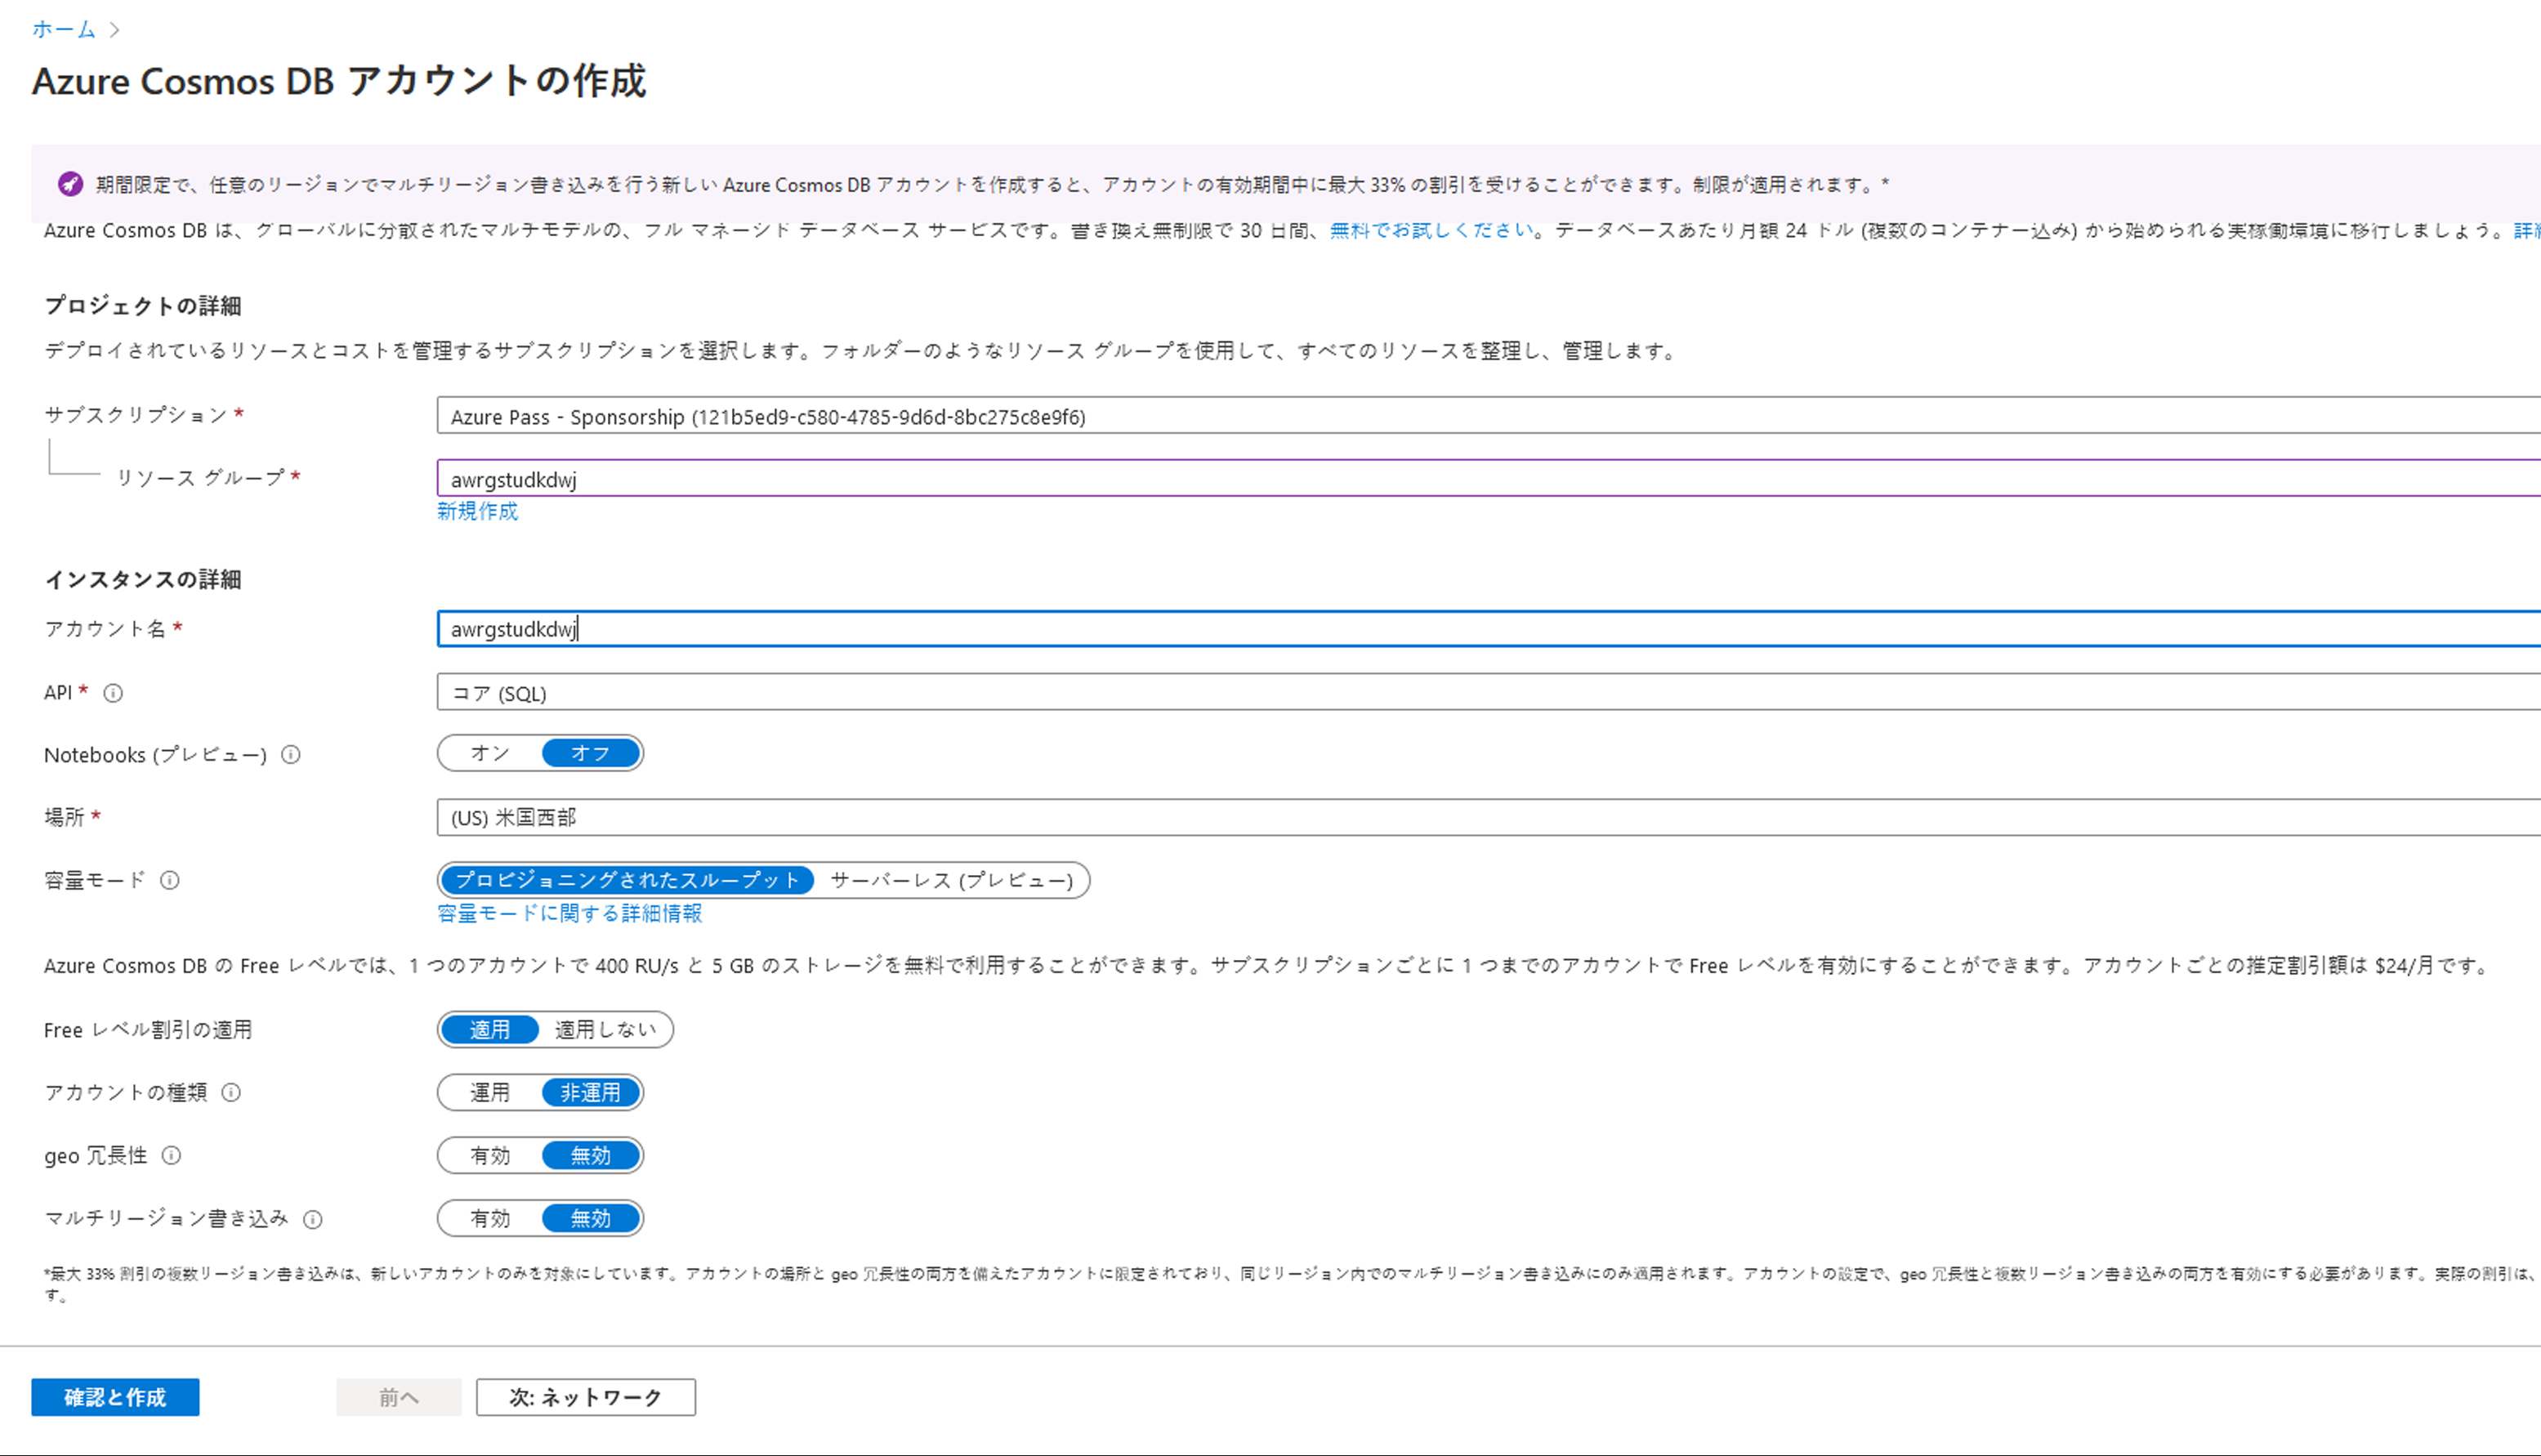 ホーム >
Azure Cosmos DB アカウントの作成
期間限定で、任意のリージョンでマルチリージョン書き込みを行う新しい Azure Cosmos DB アカウントを作成すると、アカウントの有効期間中に最大 33% の割引を受けることができます。制限が適用されます。*
Azure Cosmos DB は、グローバルに分散されたマルチモデルの、フル マネージド データベース サービスです。書き換え無制限で 30 日間、無料でお試しください。データベースあたり月額 24 ドル (複数のコンテナー込み) から始められる実稼働環境に移行しましょう。詳細
プロジェクトの詳細
デプロイされているリソースとコストを管理するサブスクリプションを選択します。フォルダーのようなリソース グループを使用して、すべてのリソースを整理し、管理します。
サブスクリプション * Azure Pass - Sponsorship (121b5ed9-c580-4785-9d6d-8bc275c8e9f6)
リソース グループ * awrgstudkdwj
新規作成
インスタンスの詳細
アカウント名 * awrgstudkdwj
API * コア (SQL)
Notebooks (プレビュー) オン オフ
場所 * (US) 米国西部
容量モード プロビジョニングされたスループット サーバーレス (プレビュー)
容量モードに関する詳細情報
Azure Cosmos DB の Free レベルでは、1 つのアカウントで 400 RU/s と 5 GB のストレージを無料で利用することができます。サブスクリプションごとに 1 つまでのアカウントで Free レベルを有効にすることができます。アカウントごとの推定割引額は $24/月です。
Free レベル割引の適用 適用 適用しない
アカウントの種類 運用 非運用
geo 冗長性 有効 無効
マルチリージョン書き込み 有効 無効
*最大 33% 割引の複数リージョン書き込みは、新しいアカウントのみを対象にしています。アカウントの場所と geo 冗長性の両方を備えたアカウントに限定されており、同じリージョン内でのマルチリージョン書き込みにのみ適用されます。アカウントの設定で、geo 冗長性と複数リージョン書き込みの両方を有効にする必要があります。実際の割引は、
す。
確認と作成 前へ 次: ネットワーク